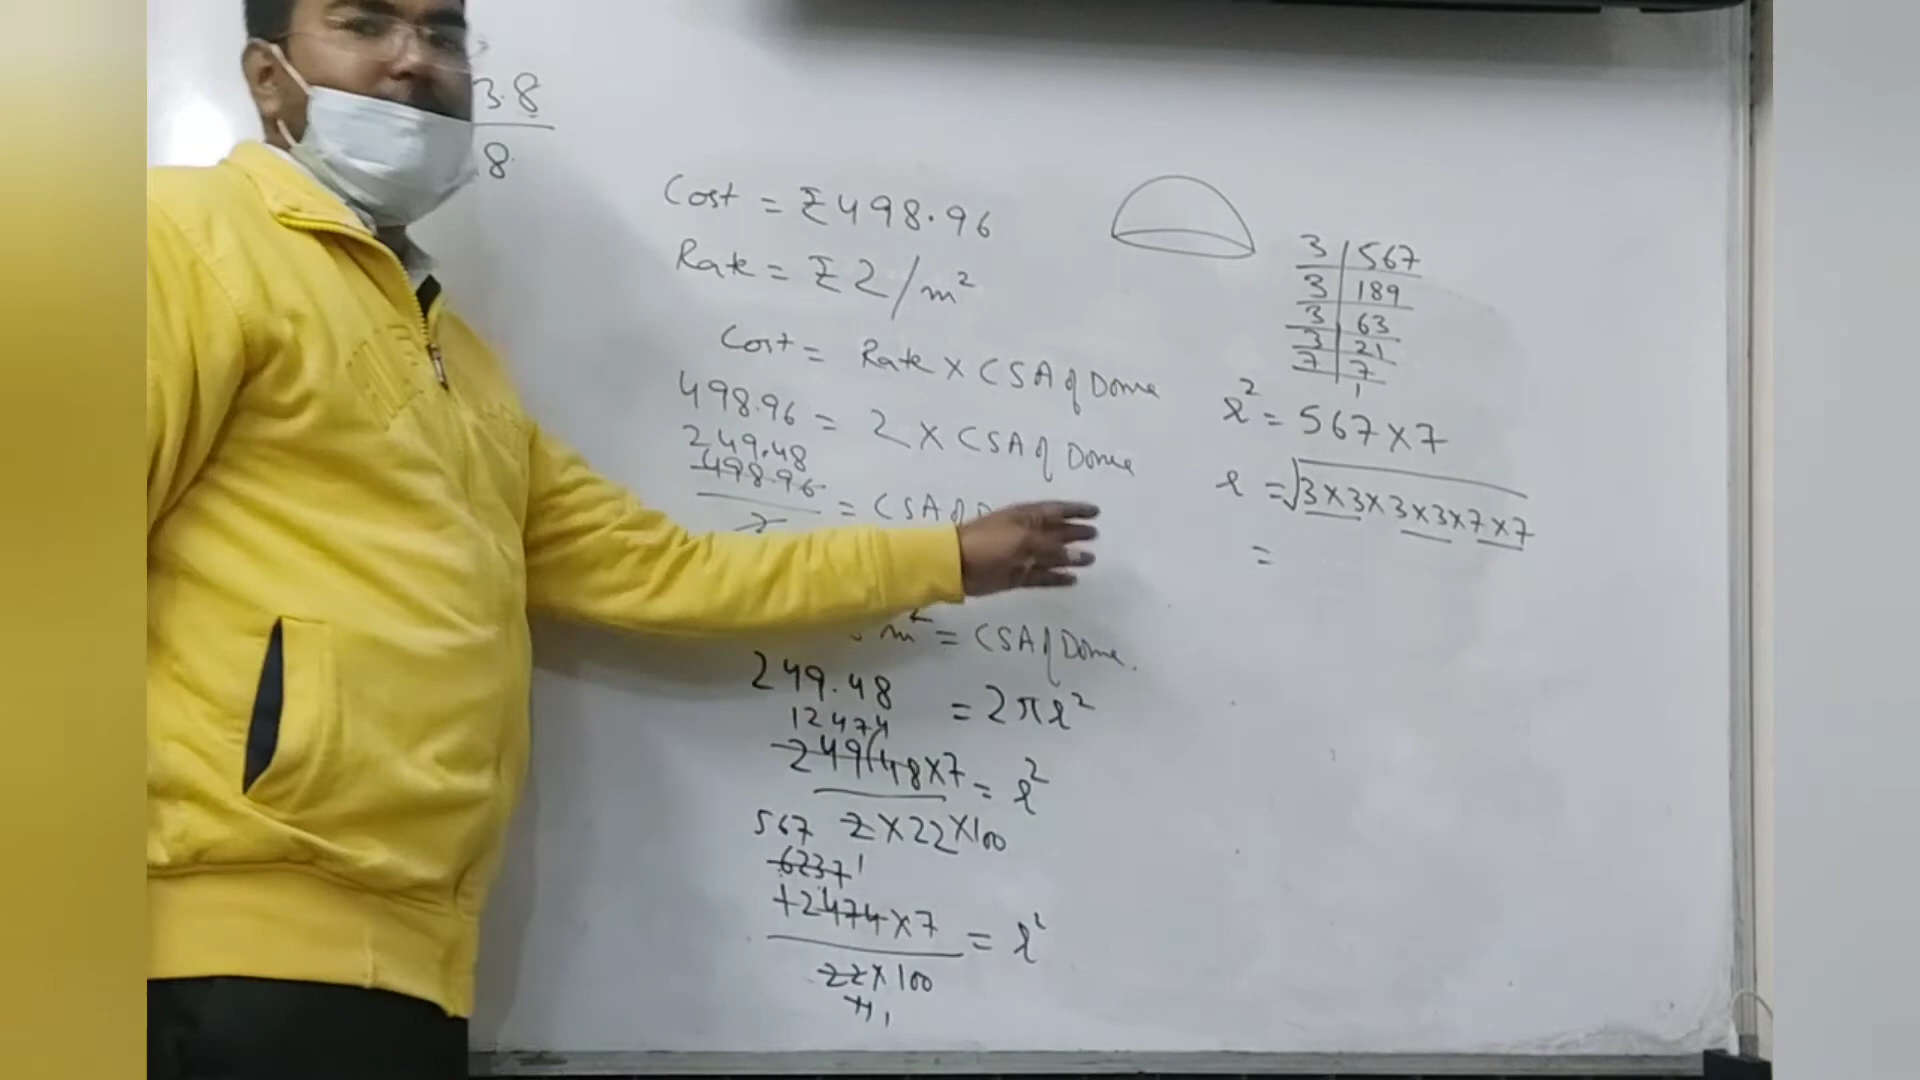 3.8
8
Cost = ₹498.96
Rate = ₹2/m²
Cost = Rate × CSA of Dome
498.96 = 2 × CSA of Dome
249.48
498.96
2
= CSA of
m² = CSA of Dome.
249.48 = 2πr²
12474
249.48×7 = r²
2×22×100
567
6237
12474×7 = r²
22×100
11 1
3 | 567
3 | 189
3 | 63
3 | 21
7 | 7
1
r² = 567×7
r = √3×3×3×3×7×7
=